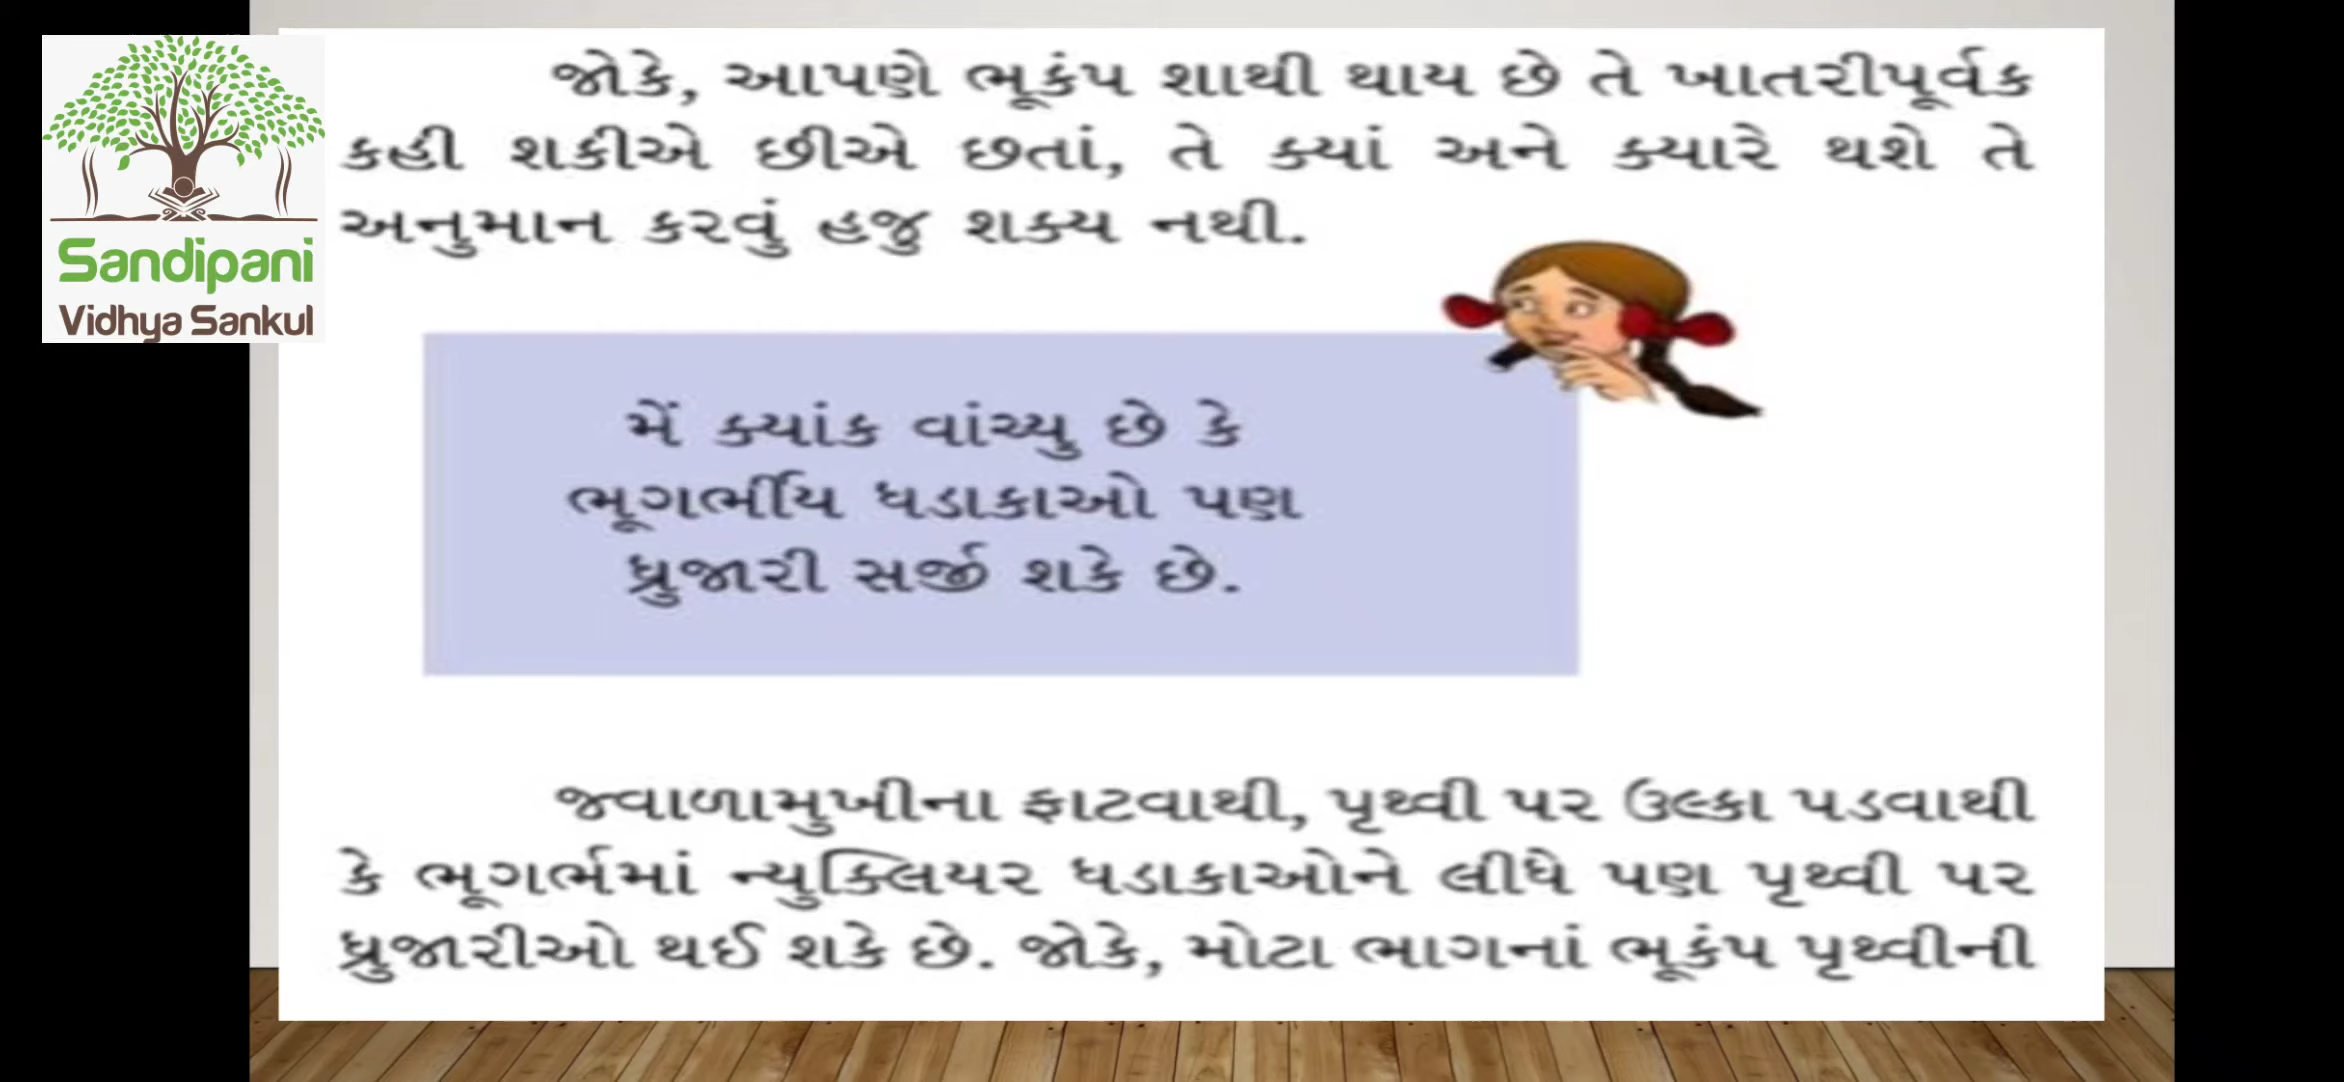 Sandipani
Vidhya Sankul
જોકે, આપણે ભૂકંપ શાથી થાય છે તે ખાતરીપૂર્વક
કહી શકીએ છીએ છતાં, તે ક્યાં અને ક્યારે થશે તે
અનુમાન કરવું હજુ શક્ય નથી.
મેં ક્યાંક વાંચ્યુ છે કે
ભૂગર્ભીય ધડાકાઓ પણ
ધ્રુજારી સર્જી શકે છે.
જ્વાળામુખીના ફાટવાથી, પૃથ્વી પર ઉલ્કા પડવાથી
કે ભૂગર્ભમાં ન્યુક્લિયર ધડાકાઓને લીધે પણ પૃથ્વી પર
ધ્રુજારીઓ થઈ શકે છે. જોકે, મોટા ભાગનાં ભૂકંપ પૃથ્વીની